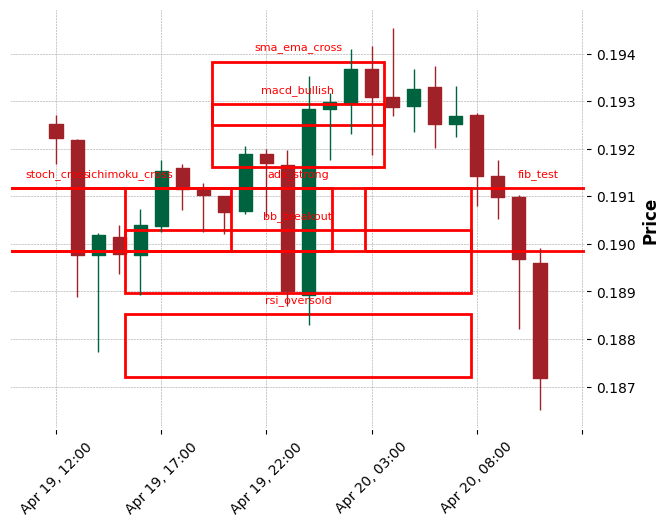 sma_ema_cross
macd_bullish
ichimoku_cross
fib_test
rsi_oversold
0.194
0.193
0.192
0.191
0.190
0.189
0.188
0.187
Price
Apr 19, 12:00
Apr 19, 17:00
Apr 19, 22:00
Apr 20, 03:00
Apr 20, 08:00